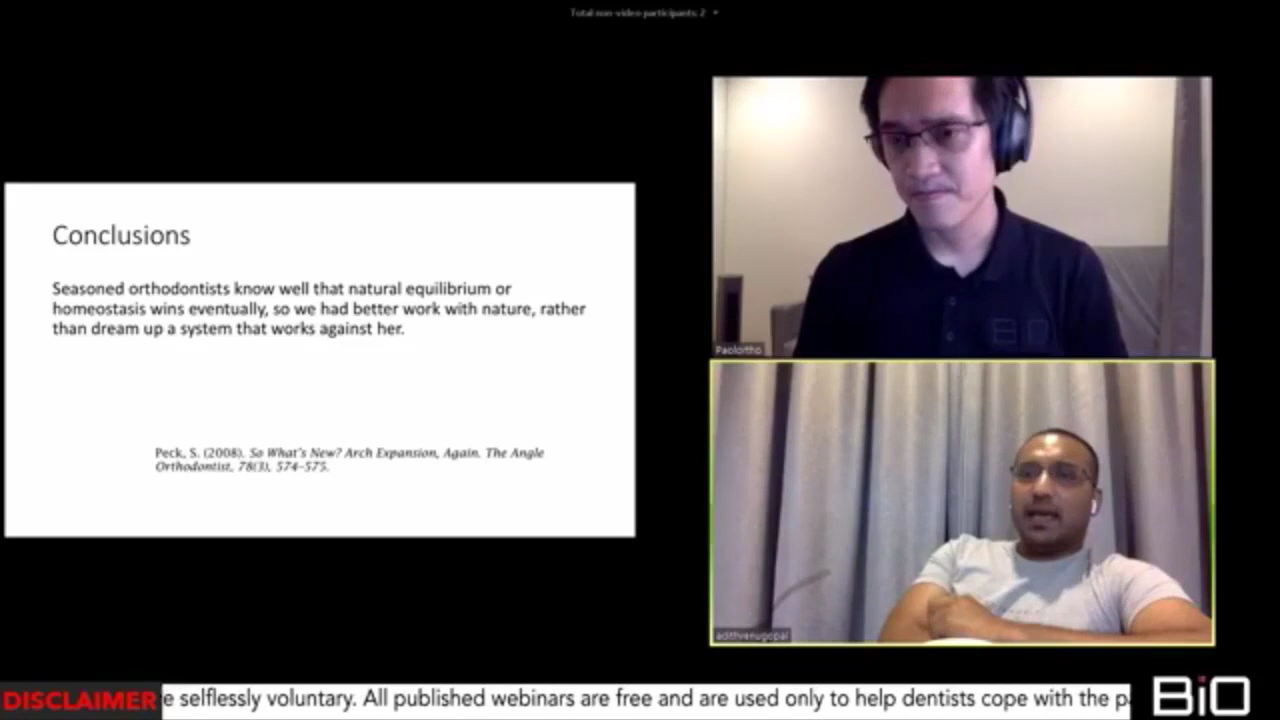 Total non-video participants: 2
Conclusions
Seasoned orthodontists know well that natural equilibrium or
homeostasis wins eventually, so we had better work with nature, rather
than dream up a system that works against her.
Peck, S. (2008). So What's New? Arch Expansion, Again. The Angle
Orthodontist, 78(3), 574–575.
Paolortho
adithvenugopal
DISCLAIMER
e selflessly voluntary. All published webinars are free and are used only to help dentists cope with the p
BiO